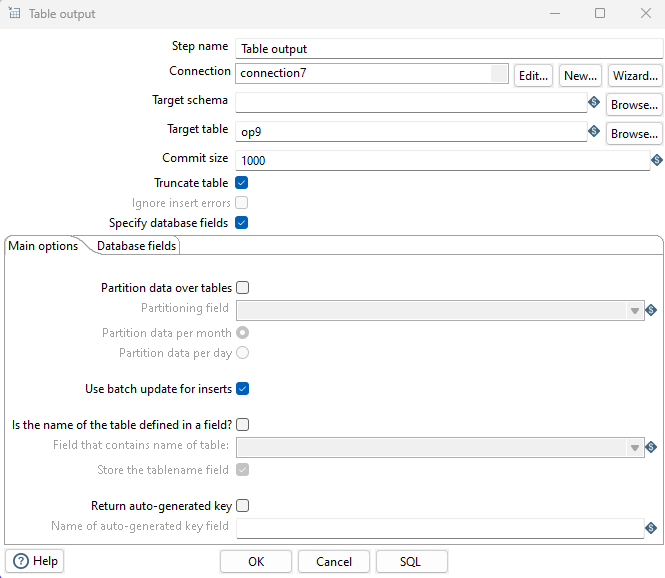 Table output
Step name Table output
Connection connection7 Edit... New... Wizard...
Target schema Browse...
Target table op9 Browse...
Commit size 1000
Truncate table
Ignore insert errors
Specify database fields
Main options Database fields
Partition data over tables
Partitioning field
Partition data per month
Partition data per day
Use batch update for inserts
Is the name of the table defined in a field?
Field that contains name of table:
Store the tablename field
Return auto-generated key
Name of auto-generated key field
Help OK Cancel SQL